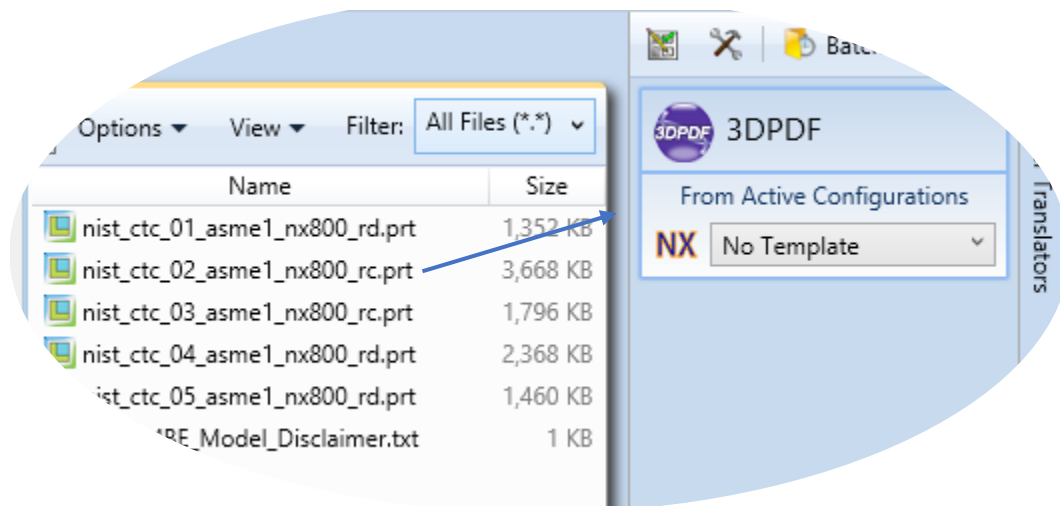 Batc
Options View Filter: All Files (*.*)
Name Size
nist_ctc_01_asme1_nx800_rd.prt 1,352 KB
nist_ctc_02_asme1_nx800_rc.prt 3,668 KB
nist_ctc_03_asme1_nx800_rc.prt 1,796 KB
nist_ctc_04_asme1_nx800_rd.prt 2,368 KB
ist_ctc_05_asme1_nx800_rd.prt 1,460 KB
_Model_Disclaimer.txt 1 KB
3DPDF 3DPDF
From Active Configurations
NX No Template
Translators